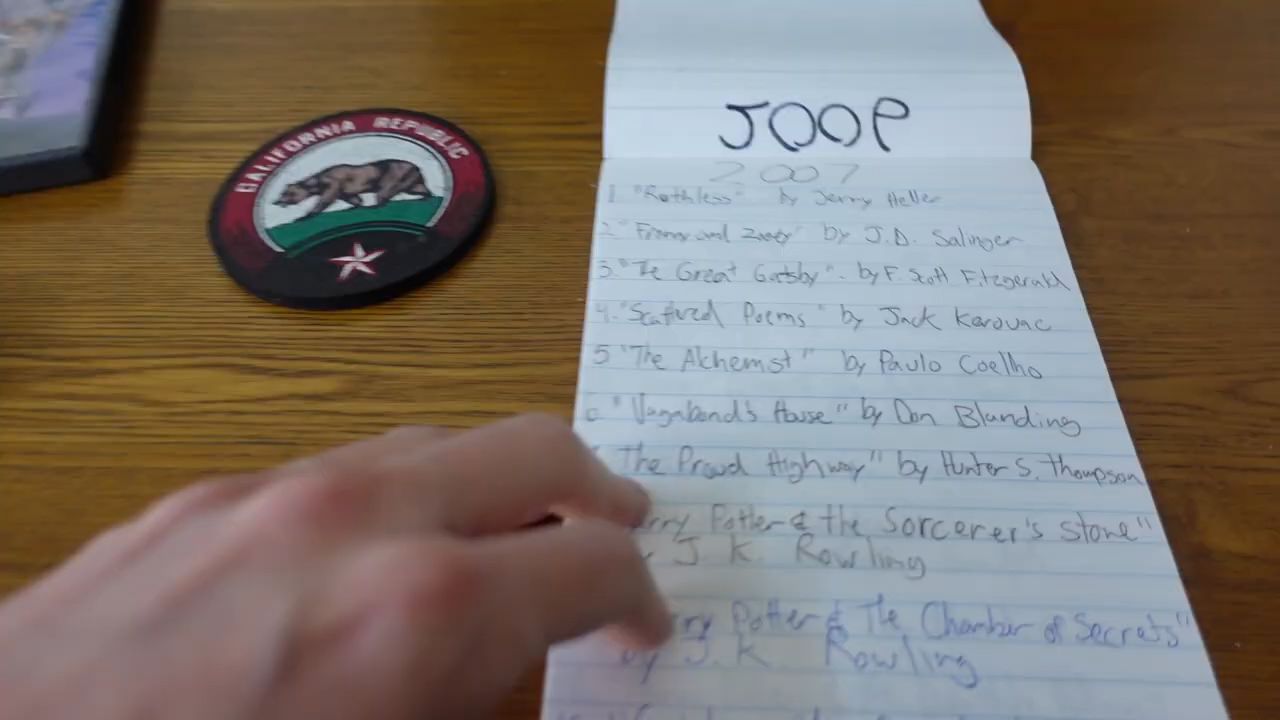 CALIFORNIA REPUBLIC
JOOP
2007
1. "Ruthless" by Jerry Heller
2. "Franny and Zooey" by J.D. Salinger
3. "The Great Gatsby". by F. Scott Fitzgerald
4. "Scattered Poems" by Jack Kerouac
5 "The Alchemst" by Paulo Coelho
"Vagabond's House" by Don Blanding
The Proud Highway" by Hunter S. Thompson
Potter & the Sorcerer's Stone"
J K Rowling
Potter & The Chamber of Secrets"
by J. K. Rowling